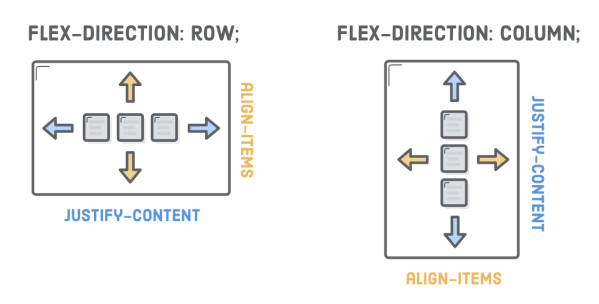 FLEX-DIRECTION: ROW;
ALIGN-ITEMS
JUSTIFY-CONTENT
FLEX-DIRECTION: COLUMN;
JUSTIFY-CONTENT
ALIGN-ITEMS